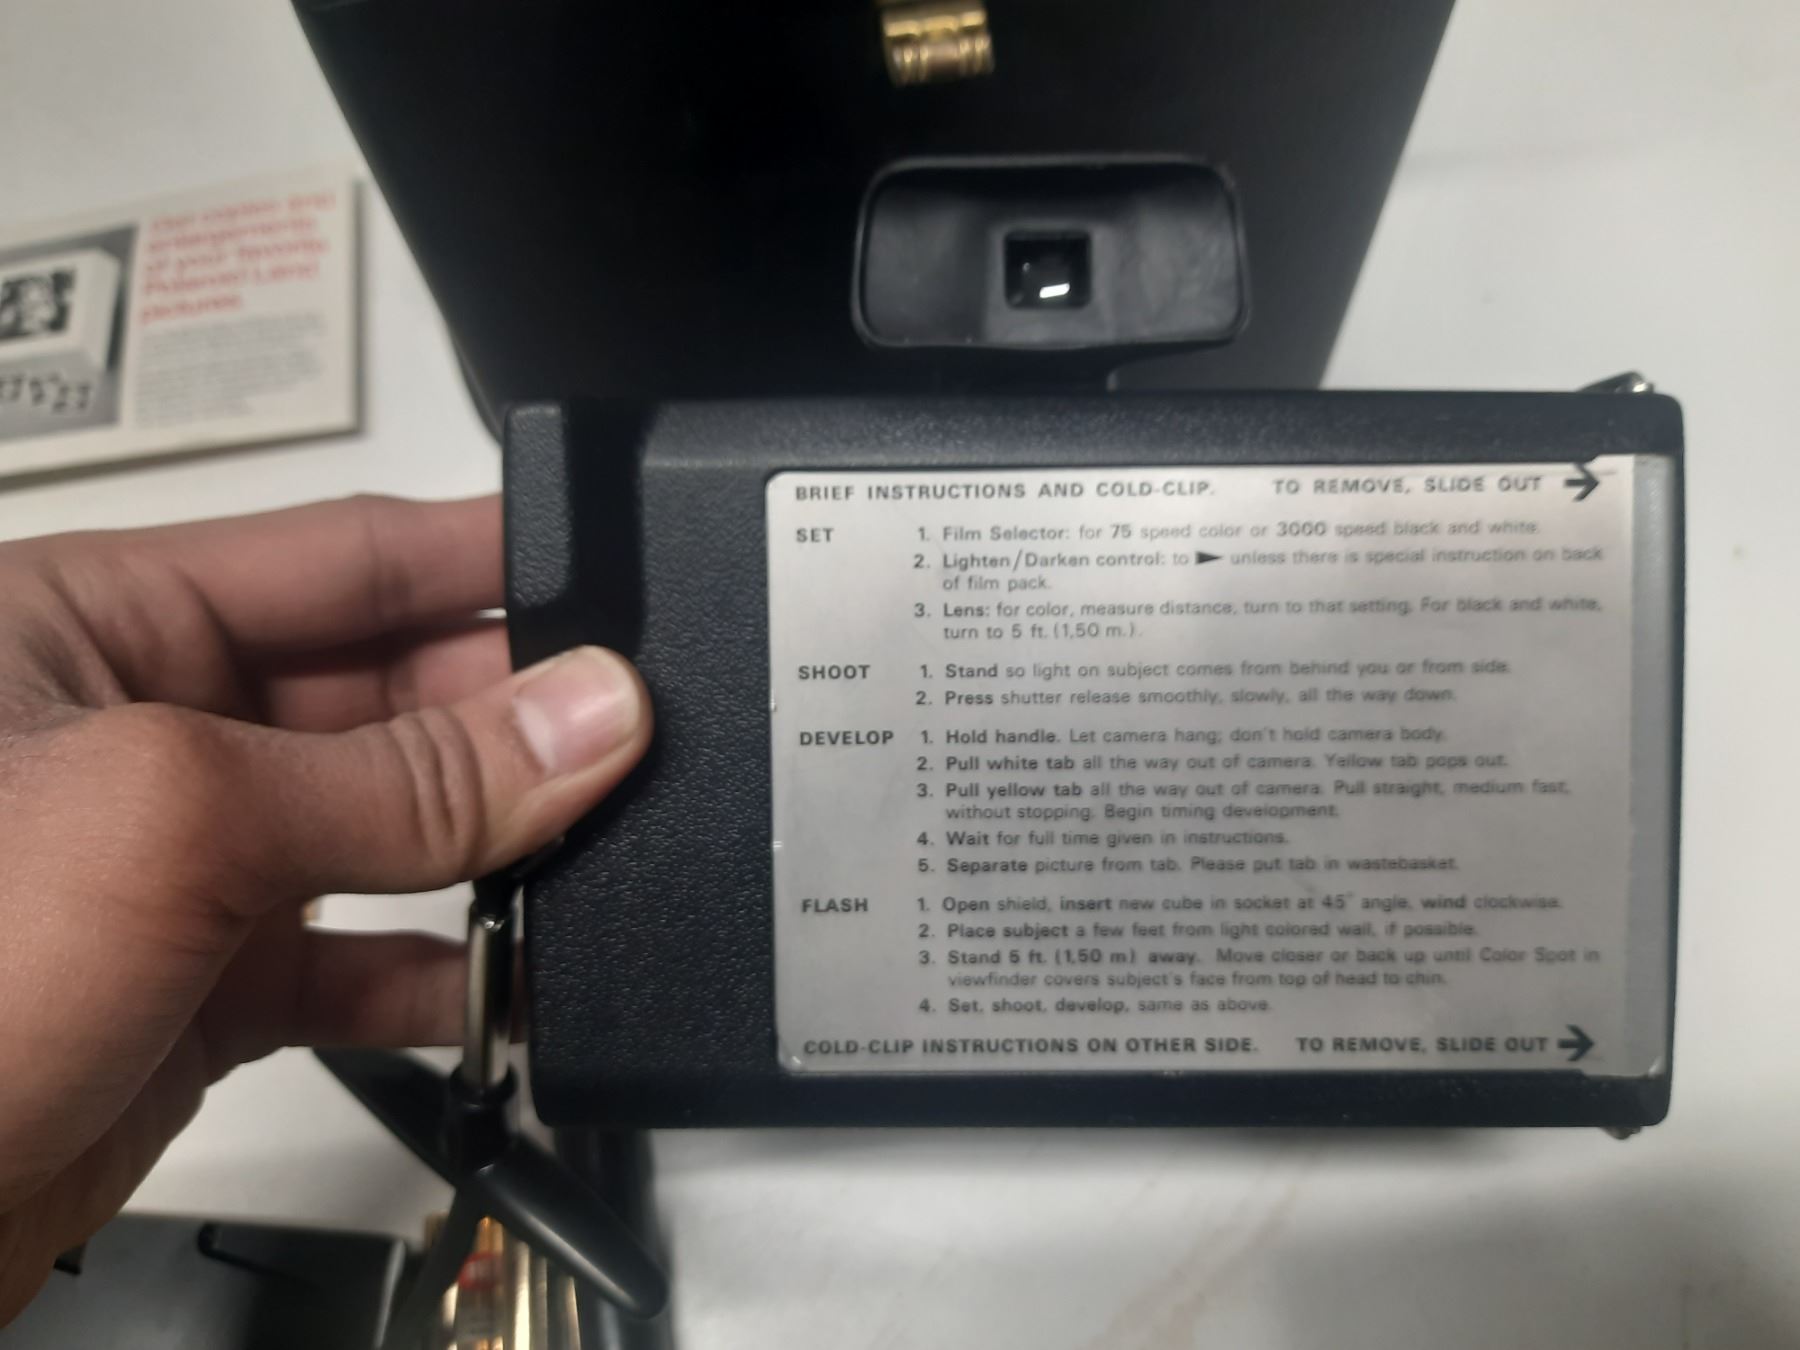 Our copies and
enlargements
of your favorite
Polaroid Land
pictures.
BRIEF INSTRUCTIONS AND COLD-CLIP. TO REMOVE, SLIDE OUT
SET 1. Film Selector: for 75 speed color or 3000 speed black and white.
2. Lighten/Darken control: to ► unless there is special instruction on back
of film pack.
3. Lens: for color, measure distance, turn to that setting. For black and white,
turn to 5 ft. (1,50 m.).
SHOOT 1. Stand so light on subject comes from behind you or from side.
2. Press shutter release smoothly, slowly, all the way down.
DEVELOP 1. Hold handle. Let camera hang; don't hold camera body.
2. Pull white tab all the way out of camera. Yellow tab pops out.
3. Pull yellow tab all the way out of camera. Pull straight, medium fast,
without stopping. Begin timing development.
4. Wait for full time given in instructions.
5. Separate picture from tab. Please put tab in wastebasket.
FLASH 1. Open shield, insert new cube in socket at 45° angle, wind clockwise.
2. Place subject a few feet from light colored wall, if possible.
3. Stand 5 ft. (1,50 m) away. Move closer or back up until Color Spot in
viewfinder covers subject's face from top of head to chin.
4. Set, shoot, develop, same as above.
COLD-CLIP INSTRUCTIONS ON OTHER SIDE. TO REMOVE, SLIDE OUT